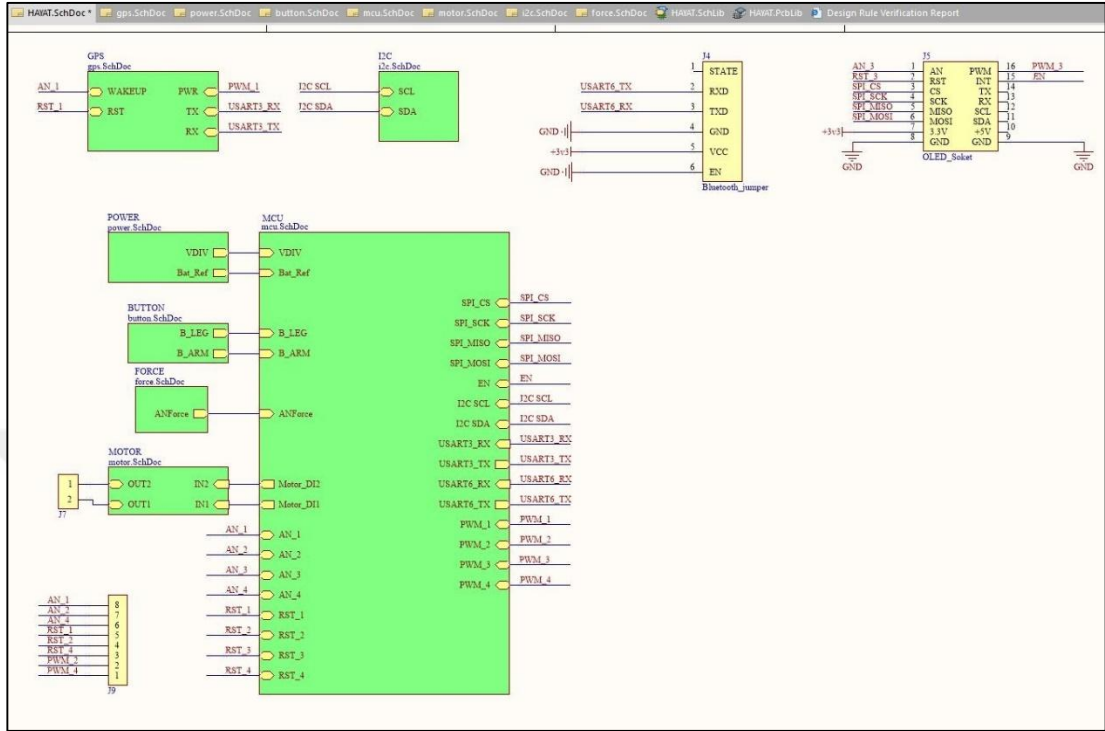 HAYAT.SchDoc * gps.SchDoc power.SchDoc button.SchDoc mcu.SchDoc motor.SchDoc i2c.SchDoc force.SchDoc HAYAT.SchLib HAYAT.PcbLib Design Rule Verification Report
GPS
gps.SchDoc
AN_1 WAKEUP PWR PWM_1
RST_1 RST TX USART3_RX
RX USART3_TX
I2C
i2c.SchDoc
I2C SCL SCL
I2C SDA SDA
J4
1 STATE
USART6_TX 2 RXD
USART6_RX 3 TXD
GND 4 GND
+3v3 5 VCC
GND 6 EN
Bluetooth_jumper
J5
AN_3 1 AN PWM 16 PWM_3
RST_3 2 RST INT 15 EN
SPI_CS 3 CS TX 14
SPI_SCK 4 SCK RX 13
SPI_MISO 5 MISO SCL 12
SPI_MOSI 6 MOSI SDA 11
+3v3 7 3.3V +5V 10
8 GND GND 9
GND OLED_Soket GND
POWER
power.SchDoc
VDIV
Bat_Ref
BUTTON
button.SchDoc
B_LEG
B_ARM
FORCE
force.SchDoc
ANForce
MOTOR
motor.SchDoc
1 OUT2 IN2
2 OUT1 IN1
J7
MCU
mcu.SchDoc
VDIV
Bat_Ref
B_LEG
B_ARM
ANForce
Motor_DI2
Motor_DI1
AN_1 AN_1
AN_2 AN_2
AN_3 AN_3
AN_4 AN_4
RST_1 RST_1
RST_2 RST_2
RST_3 RST_3
RST_4 RST_4
SPI_CS SPI_CS
SPI_SCK SPI_SCK
SPI_MISO SPI_MISO
SPI_MOSI SPI_MOSI
EN EN
I2C SCL I2C SCL
I2C SDA I2C SDA
USART3_RX USART3_RX
USART3_TX USART3_TX
USART6_RX USART6_RX
USART6_TX USART6_TX
PWM_1 PWM_1
PWM_2 PWM_2
PWM_3 PWM_3
PWM_4 PWM_4
AN_1 8
AN_2 7
AN_4 6
RST_1 5
RST_2 4
RST_4 3
PWM_2 2
PWM_4 1
J9